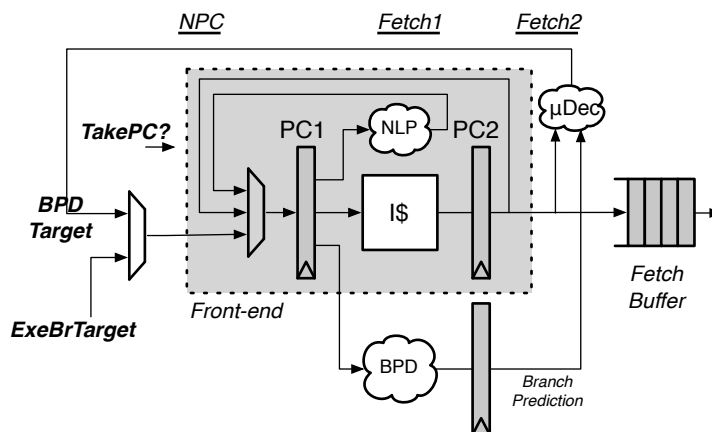 NPC
Fetch1
Fetch2
TakePC?
PC1
NLP
PC2
µDec
BPD
Target
I$
Fetch
Buffer
Front-end
ExeBrTarget
BPD
Branch
Prediction